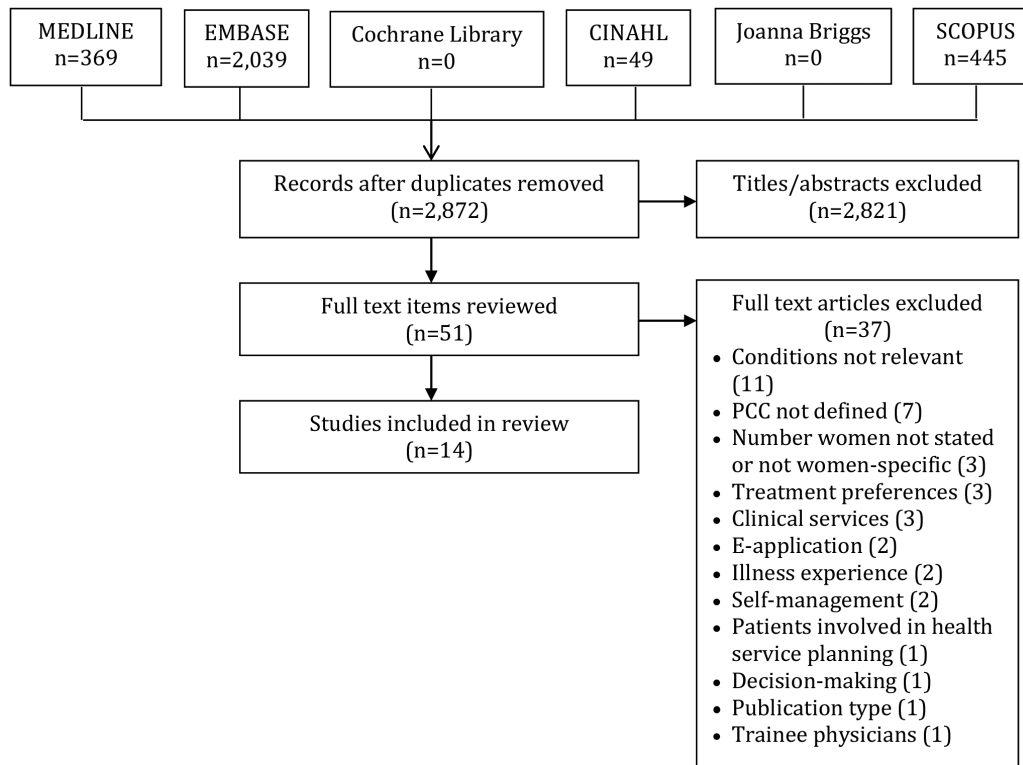 MEDLINE
n=369
EMBASE
n=2,039
Cochrane Library
n=0
CINAHL
n=49
Joanna Briggs
n=0
SCOPUS
n=445
Records after duplicates removed
(n=2,872)
Titles/abstracts excluded
(n=2,821)
Full text items reviewed
(n=51)
Full text articles excluded
(n=37)
• Conditions not relevant
(11)
• PCC not defined (7)
• Number women not stated
or not women-specific (3)
• Treatment preferences (3)
• Clinical services (3)
• E-application (2)
• Illness experience (2)
• Self-management (2)
• Patients involved in health
service planning (1)
• Decision-making (1)
• Publication type (1)
• Trainee physicians (1)
Studies included in review
(n=14)